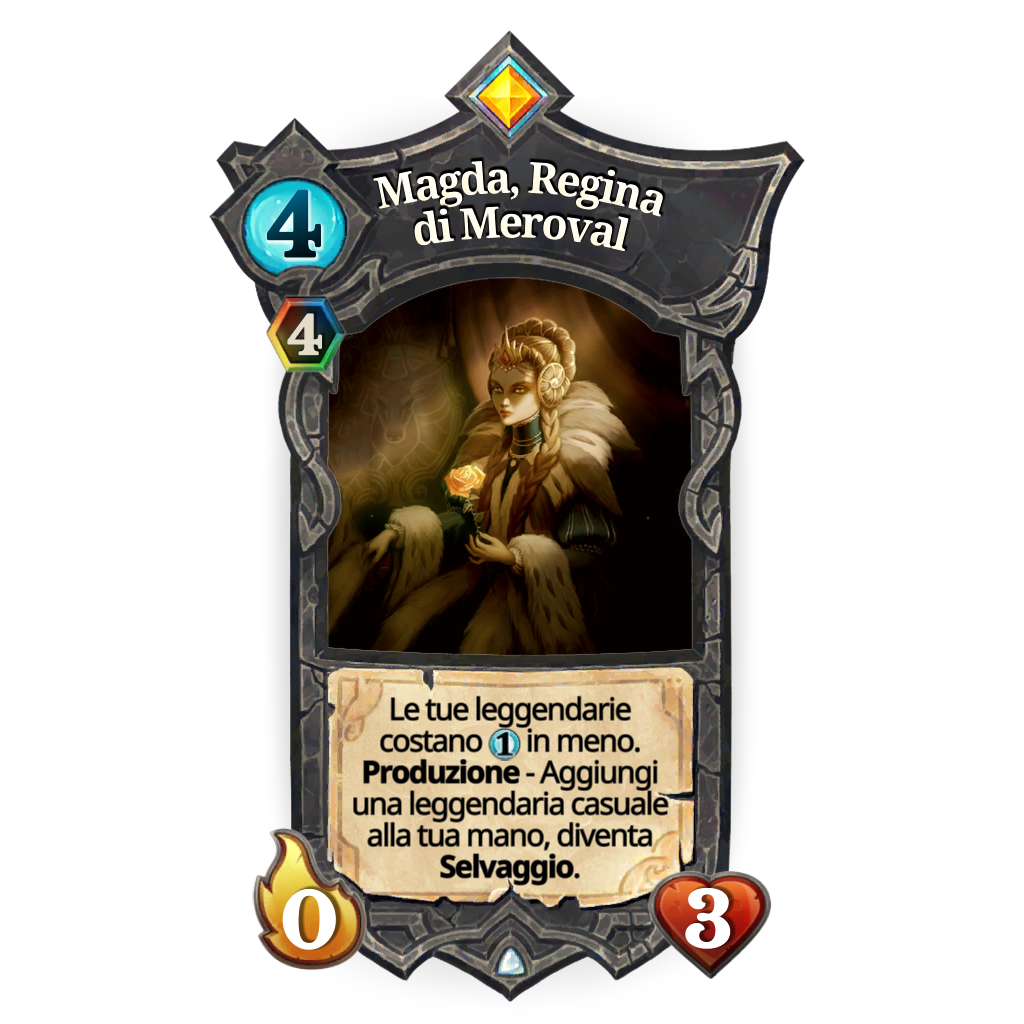 Magda, Regina
di Meroval
4
4
Le tue leggendarie
costano 1 in meno.
Produzione - Aggiungi
una leggendaria casuale
alla tua mano, diventa
Selvaggio.
0
3